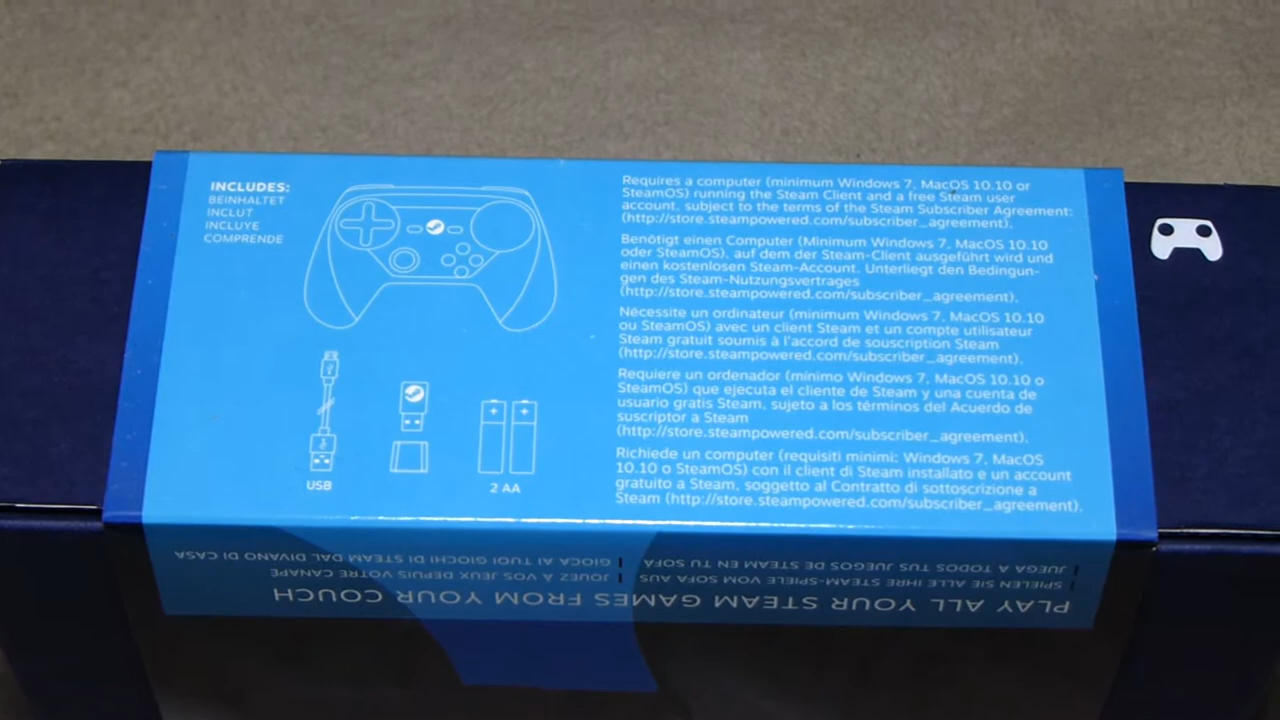 INCLUDES:
BEINHALTET
INCLUT
INCLUYE
COMPRENDE
USB
2 AA
Requires a computer (minimum Windows 7, MacOS 10.10 or
SteamOS) running the Steam Client and a free Steam user
account, subject to the terms of the Steam Subscriber Agreement:
(http://store.steampowered.com/subscriber_agreement).
Benötigt einen Computer (Minimum Windows 7, MacOS 10.10
oder SteamOS), auf dem der Steam-Client ausgeführt wird und
einen kostenlosen Steam-Account. Unterliegt den Bedingun-
gen des Steam-Nutzungsvertrages
(http://store.steampowered.com/subscriber_agreement).
Nécessite un ordinateur (minimum Windows 7, MacOS 10.10
ou SteamOS) avec un client Steam et un compte utilisateur
Steam gratuit soumis à l'accord de souscription Steam
(http://store.steampowered.com/subscriber_agreement).
Requiere un ordenador (mínimo Windows 7, MacOS 10.10 o
SteamOS) que ejecuta el cliente de Steam y una cuenta de
usuario gratis Steam, sujeto a los términos del Acuerdo de
suscriptor a Steam
(http://store.steampowered.com/subscriber_agreement).
Richiede un computer (requisiti minimi: Windows 7, MacOS
10.10 o SteamOS) con il client di Steam installato e un account
gratuito a Steam, soggetto al Contratto di sottoscrizione a
Steam (http://store.steampowered.com/subscriber_agreement).
PLAY ALL YOUR STEAM GAMES FROM YOUR COUCH
| SPIELEN SIE ALLE IHRE STEAM-SPIELE VOM SOFA AUS | JOUEZ À VOS JEUX DEPUIS VOTRE CANAPÉ
| JUEGA A TODOS TUS JUEGOS DE STEAM EN TU SOFÁ | GIOCA AI TUOI GIOCHI DI STEAM DAL DIVANO DI CASA